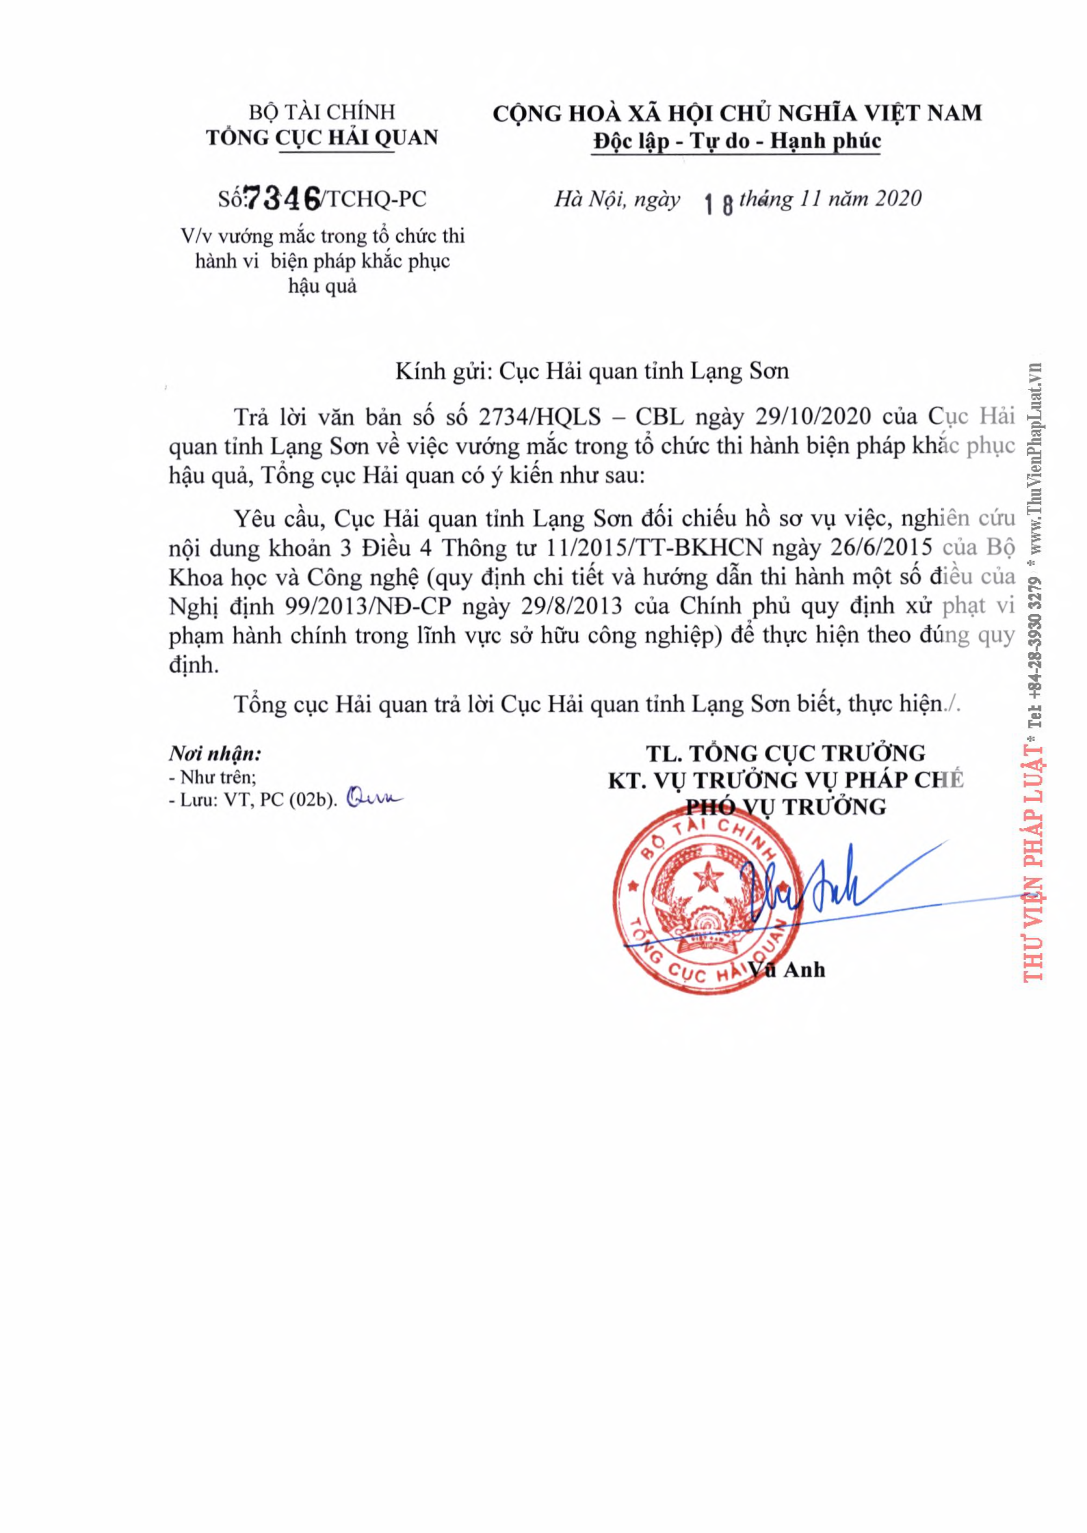 BỘ TÀI CHÍNH
TỔNG CỤC HẢI QUAN
CỘNG HOÀ XÃ HỘI CHỦ NGHĨA VIỆT NAM
Độc lập - Tự do - Hạnh phúc
Số:7346/TCHQ-PC
Hà Nội, ngày 18 tháng 11 năm 2020
V/v vướng mắc trong tổ chức thi
hành vi biện pháp khắc phục
hậu quả
Kính gửi: Cục Hải quan tỉnh Lạng Sơn
Trả lời văn bản số số 2734/HQLS – CBL ngày 29/10/2020 của Cục Hải
quan tỉnh Lạng Sơn về việc vướng mắc trong tổ chức thi hành biện pháp khắc phục
hậu quả, Tổng cục Hải quan có ý kiến như sau:
Yêu cầu, Cục Hải quan tỉnh Lạng Sơn đối chiếu hồ sơ vụ việc, nghiên cứu
nội dung khoản 3 Điều 4 Thông tư 11/2015/TT-BKHCN ngày 26/6/2015 của Bộ
Khoa học và Công nghệ (quy định chi tiết và hướng dẫn thi hành một số điều của
Nghị định 99/2013/NĐ-CP ngày 29/8/2013 của Chính phủ quy định xử phạt vi
phạm hành chính trong lĩnh vực sở hữu công nghiệp) để thực hiện theo đúng quy
định.
Tổng cục Hải quan trả lời Cục Hải quan tỉnh Lạng Sơn biết, thực hiện./.
Nơi nhận:
- Như trên;
- Lưu: VT, PC (02b).
TL. TỔNG CỤC TRƯỞNG
KT. VỤ TRƯỞNG VỤ PHÁP CHẾ
PHÓ VỤ TRƯỞNG
BỘ TÀI CHÍNH
TỔNG CỤC HẢI QUAN
Vũ Anh
THƯ VIỆN PHÁP LUẬT * Tel: +84-28-3930 3279 * www.ThuVienPhapLuat.vn